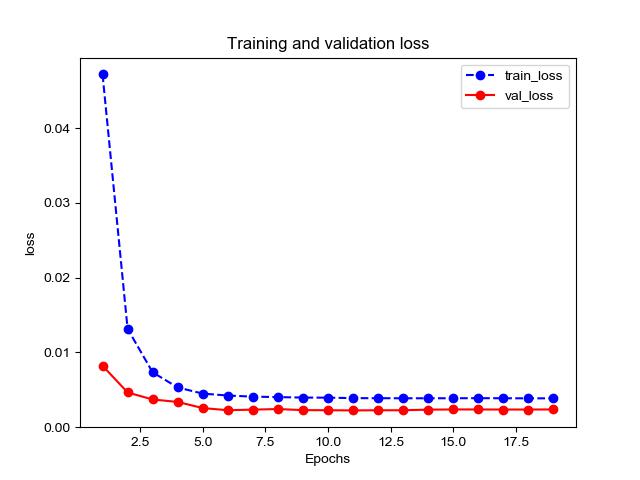 Training and validation loss
train_loss
val_loss
0.04
0.03
0.02
0.01
0.00
loss
2.5 5.0 7.5 10.0 12.5 15.0 17.5
Epochs